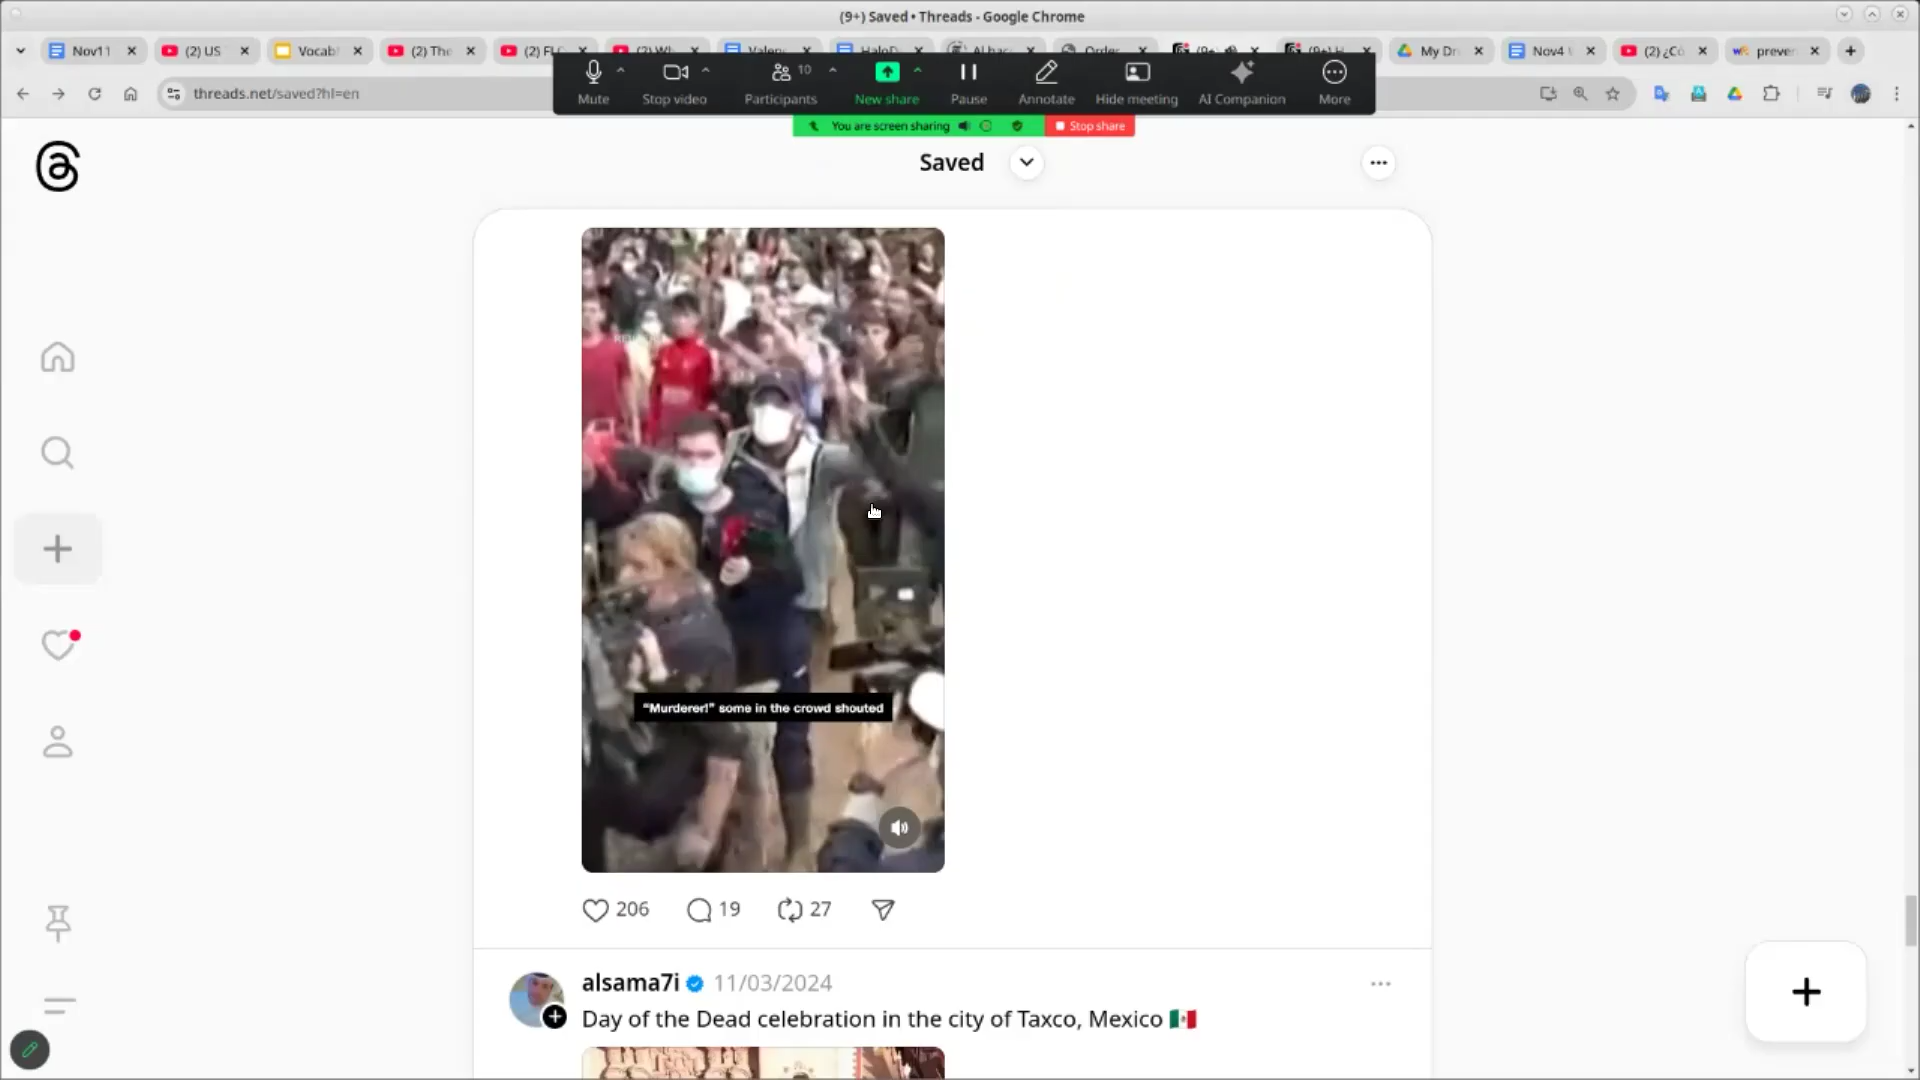 (9+) Saved • Threads - Google Chrome
Nov11
(2) US
Vocab
(2) The
My Dr
Nov4
(2) ¿Có
prever
threads.net/saved?hl=en
10
Mute
Stop video
Participants
New share
Pause
Annotate
Hide meeting
AI Companion
More
You are screen sharing
Stop share
Saved
"Murderer!" some in the crowd shouted
206
19
27
alsama7i
11/03/2024
Day of the Dead celebration in the city of Taxco, Mexico